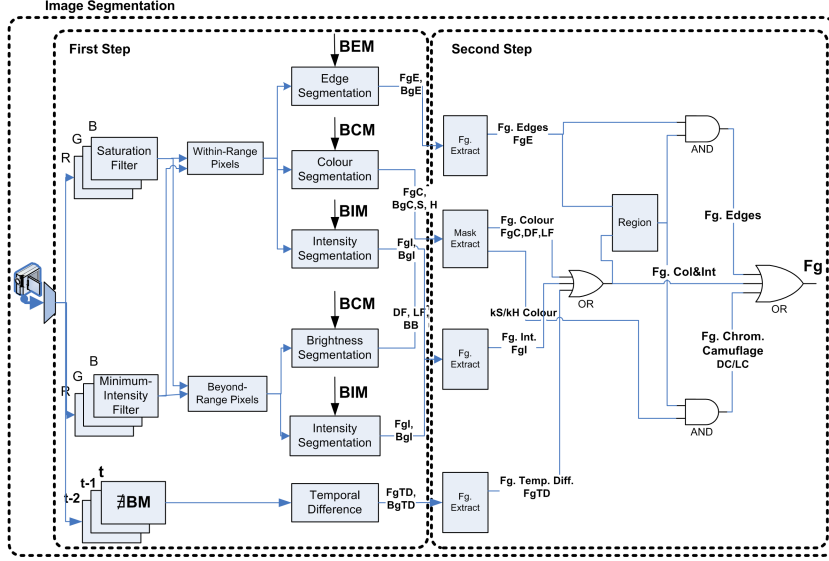 Image Segmentation
First Step
Second Step
BEM
Edge
Segmentation
FgE,
BgE
R
G
B
Saturation
Filter
Within-Range
Pixels
BCM
Colour
Segmentation
FgC,
BgC,S, H
BIM
Intensity
Segmentation
FgI,
BgI
BCM
Brightness
Segmentation
DF, LF
BB
R
G
B
Minimum-
Intensity
Filter
Beyond-
Range Pixels
BIM
Intensity
Segmentation
FgI,
BgI
t-2
t-1
t
∄BM
Temporal
Difference
FgTD,
BgTD
Fg.
Extract
Fg. Edges
FgE
Mask
Extract
Fg. Colour
FgC,DF,LF
kS/kH Colour
Fg.
Extract
Fg. Int.
FgI
Fg.
Extract
Fg. Temp. Diff.
FgTD
OR
Region
Fg. Col&Int
AND
Fg. Edges
AND
Fg. Chrom.
Camuflage
DC/LC
OR
Fg